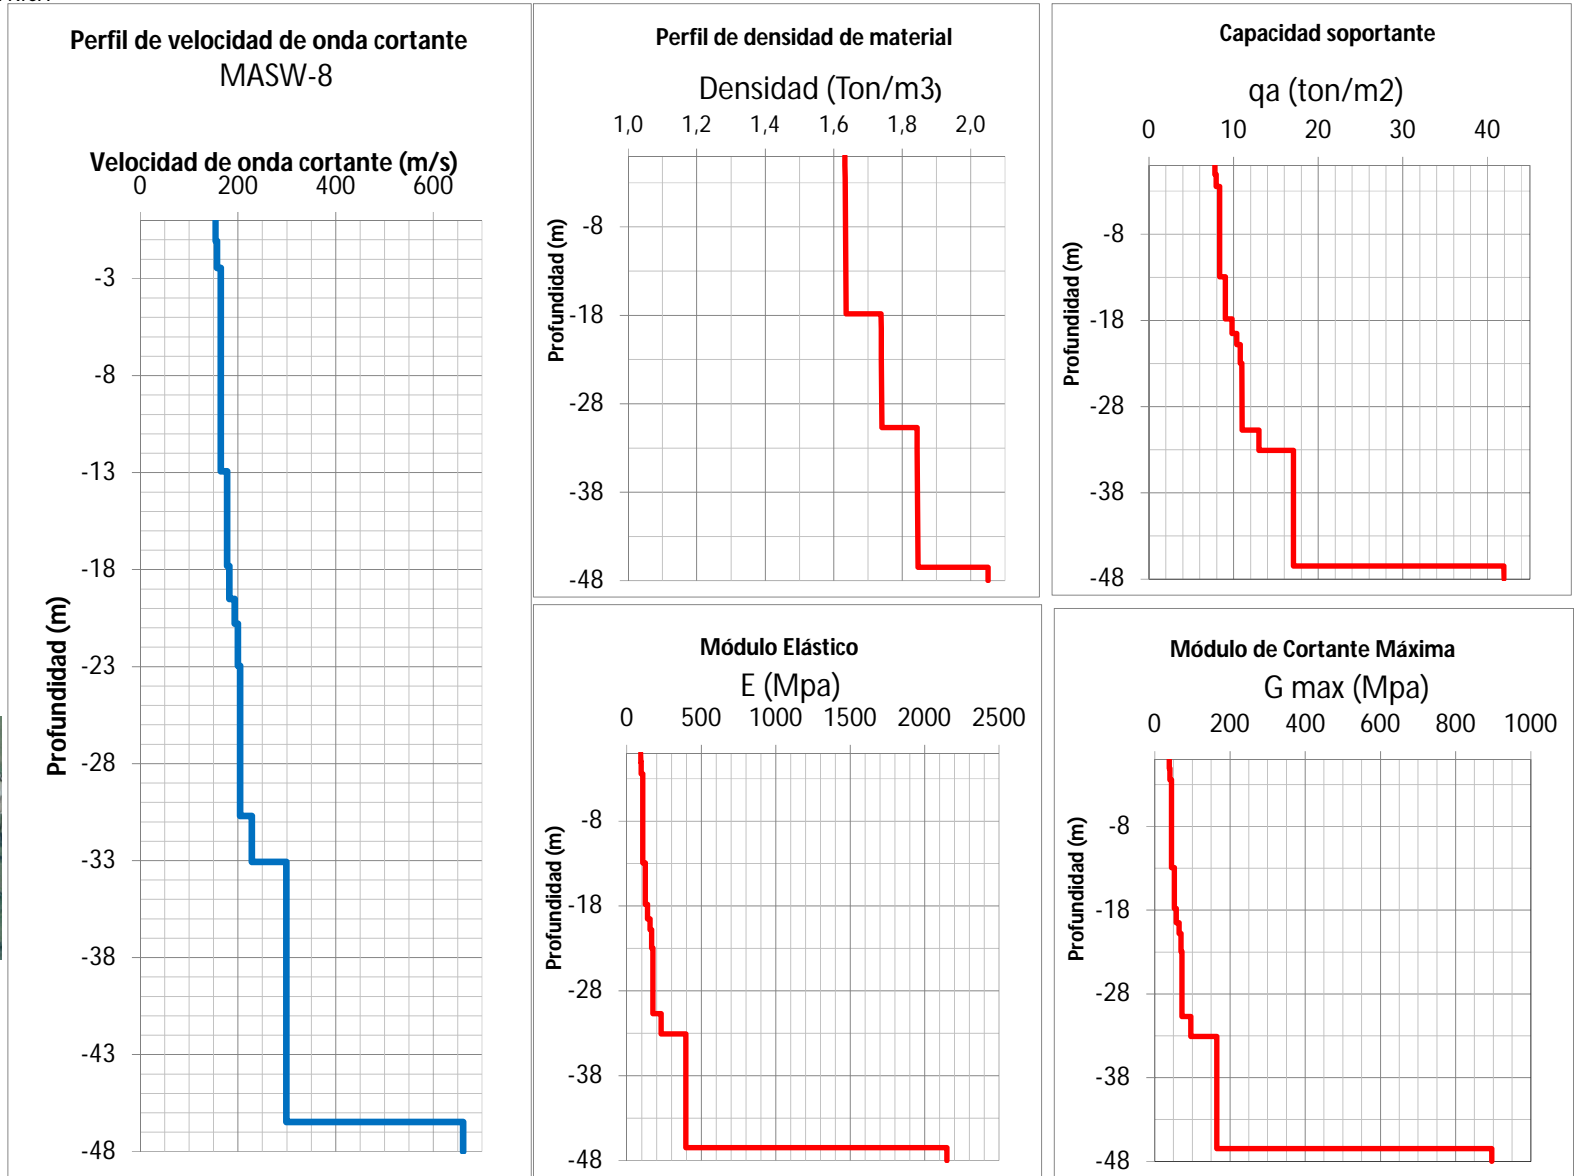 Perfil de velocidad de onda cortante
MASW-8
Velocidad de onda cortante (m/s)
0 200 400 600
-3
-8
-13
-18
-23
-28
-33
-38
-43
-48
Profundidad (m)
Perfil de densidad de material
Densidad (Ton/m3)
1,0 1,2 1,4 1,6 1,8 2,0
-8
-18
-28
-38
-48
Profundidad (m)
Capacidad soportante
qa (ton/m2)
0 10 20 30 40
-8
-18
-28
-38
-48
Profundidad (m)
Módulo Elástico
E (Mpa)
0 500 1000 1500 2000 2500
-8
-18
-28
-38
-48
Profundidad (m)
Módulo de Cortante Máxima
G max (Mpa)
0 200 400 600 800 1000
-8
-18
-28
-38
-48
Profundidad (m)